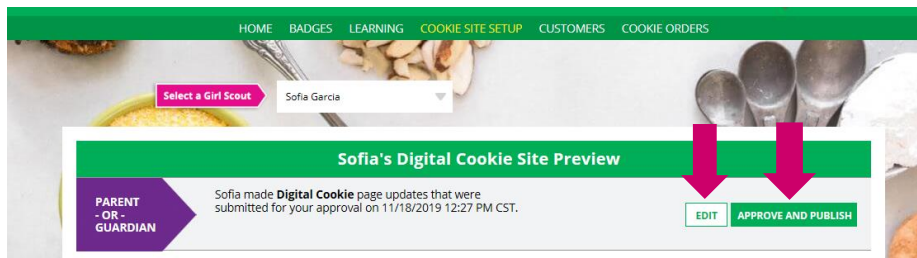 HOME BADGES LEARNING COOKIE SITE SETUP CUSTOMERS COOKIE ORDERS
Select a Girl Scout Sofia Garcia
Sofia's Digital Cookie Site Preview
PARENT
- OR -
GUARDIAN
Sofia made Digital Cookie page updates that were
submitted for your approval on 11/18/2019 12:27 PM CST.
EDIT APPROVE AND PUBLISH